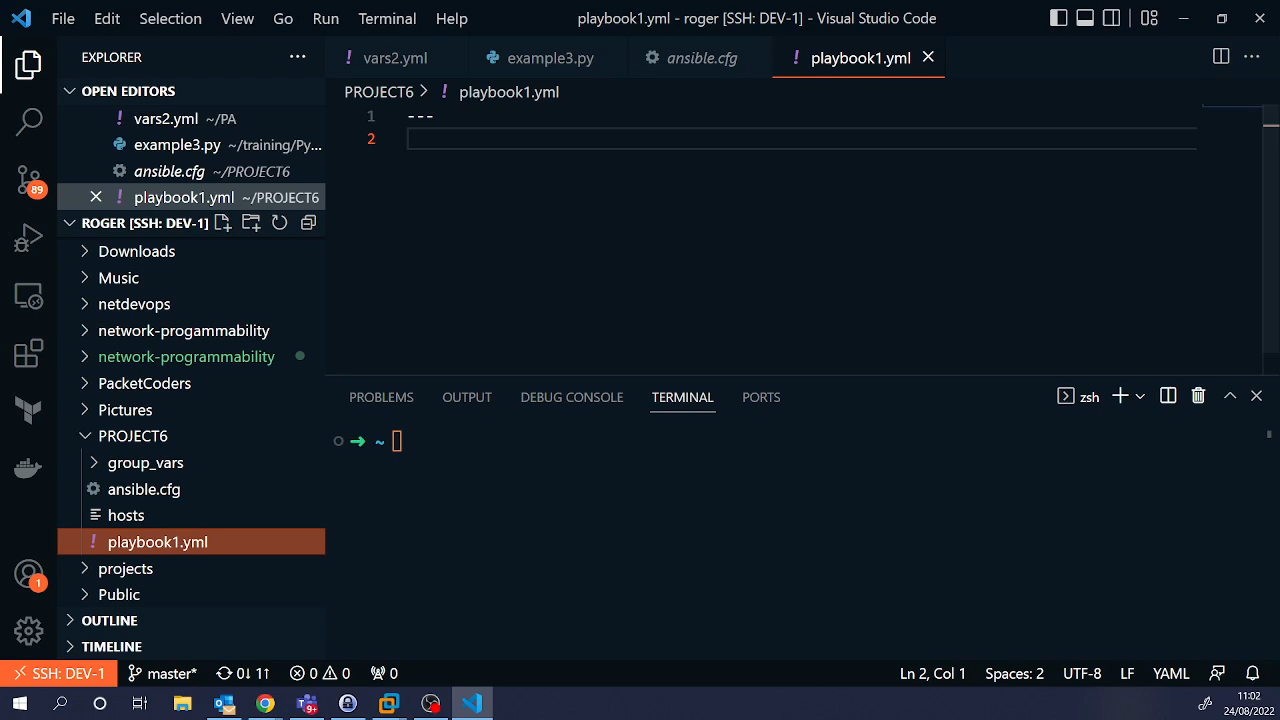 File Edit Selection View Go Run Terminal Help playbook1.yml - roger [SSH: DEV-1] - Visual Studio Code
EXPLORER
OPEN EDITORS
! vars2.yml ~/PA
example3.py ~/training/Py...
ansible.cfg ~/PROJECT6
! playbook1.yml ~/PROJECT6
ROGER [SSH: DEV-1]
Downloads
Music
netdevops
network-progammability
network-programmability
PacketCoders
Pictures
PROJECT6
group_vars
ansible.cfg
hosts
! playbook1.yml
projects
Public
OUTLINE
TIMELINE
89
1
! vars2.yml example3.py ansible.cfg ! playbook1.yml
PROJECT6 > ! playbook1.yml
1 ---
2
PROBLEMS OUTPUT DEBUG CONSOLE TERMINAL PORTS zsh
➜ ~
SSH: DEV-1 master* 0↓ 1↑ 0 0 0 Ln 2, Col 1 Spaces: 2 UTF-8 LF YAML
9+
11:02
24/08/2022